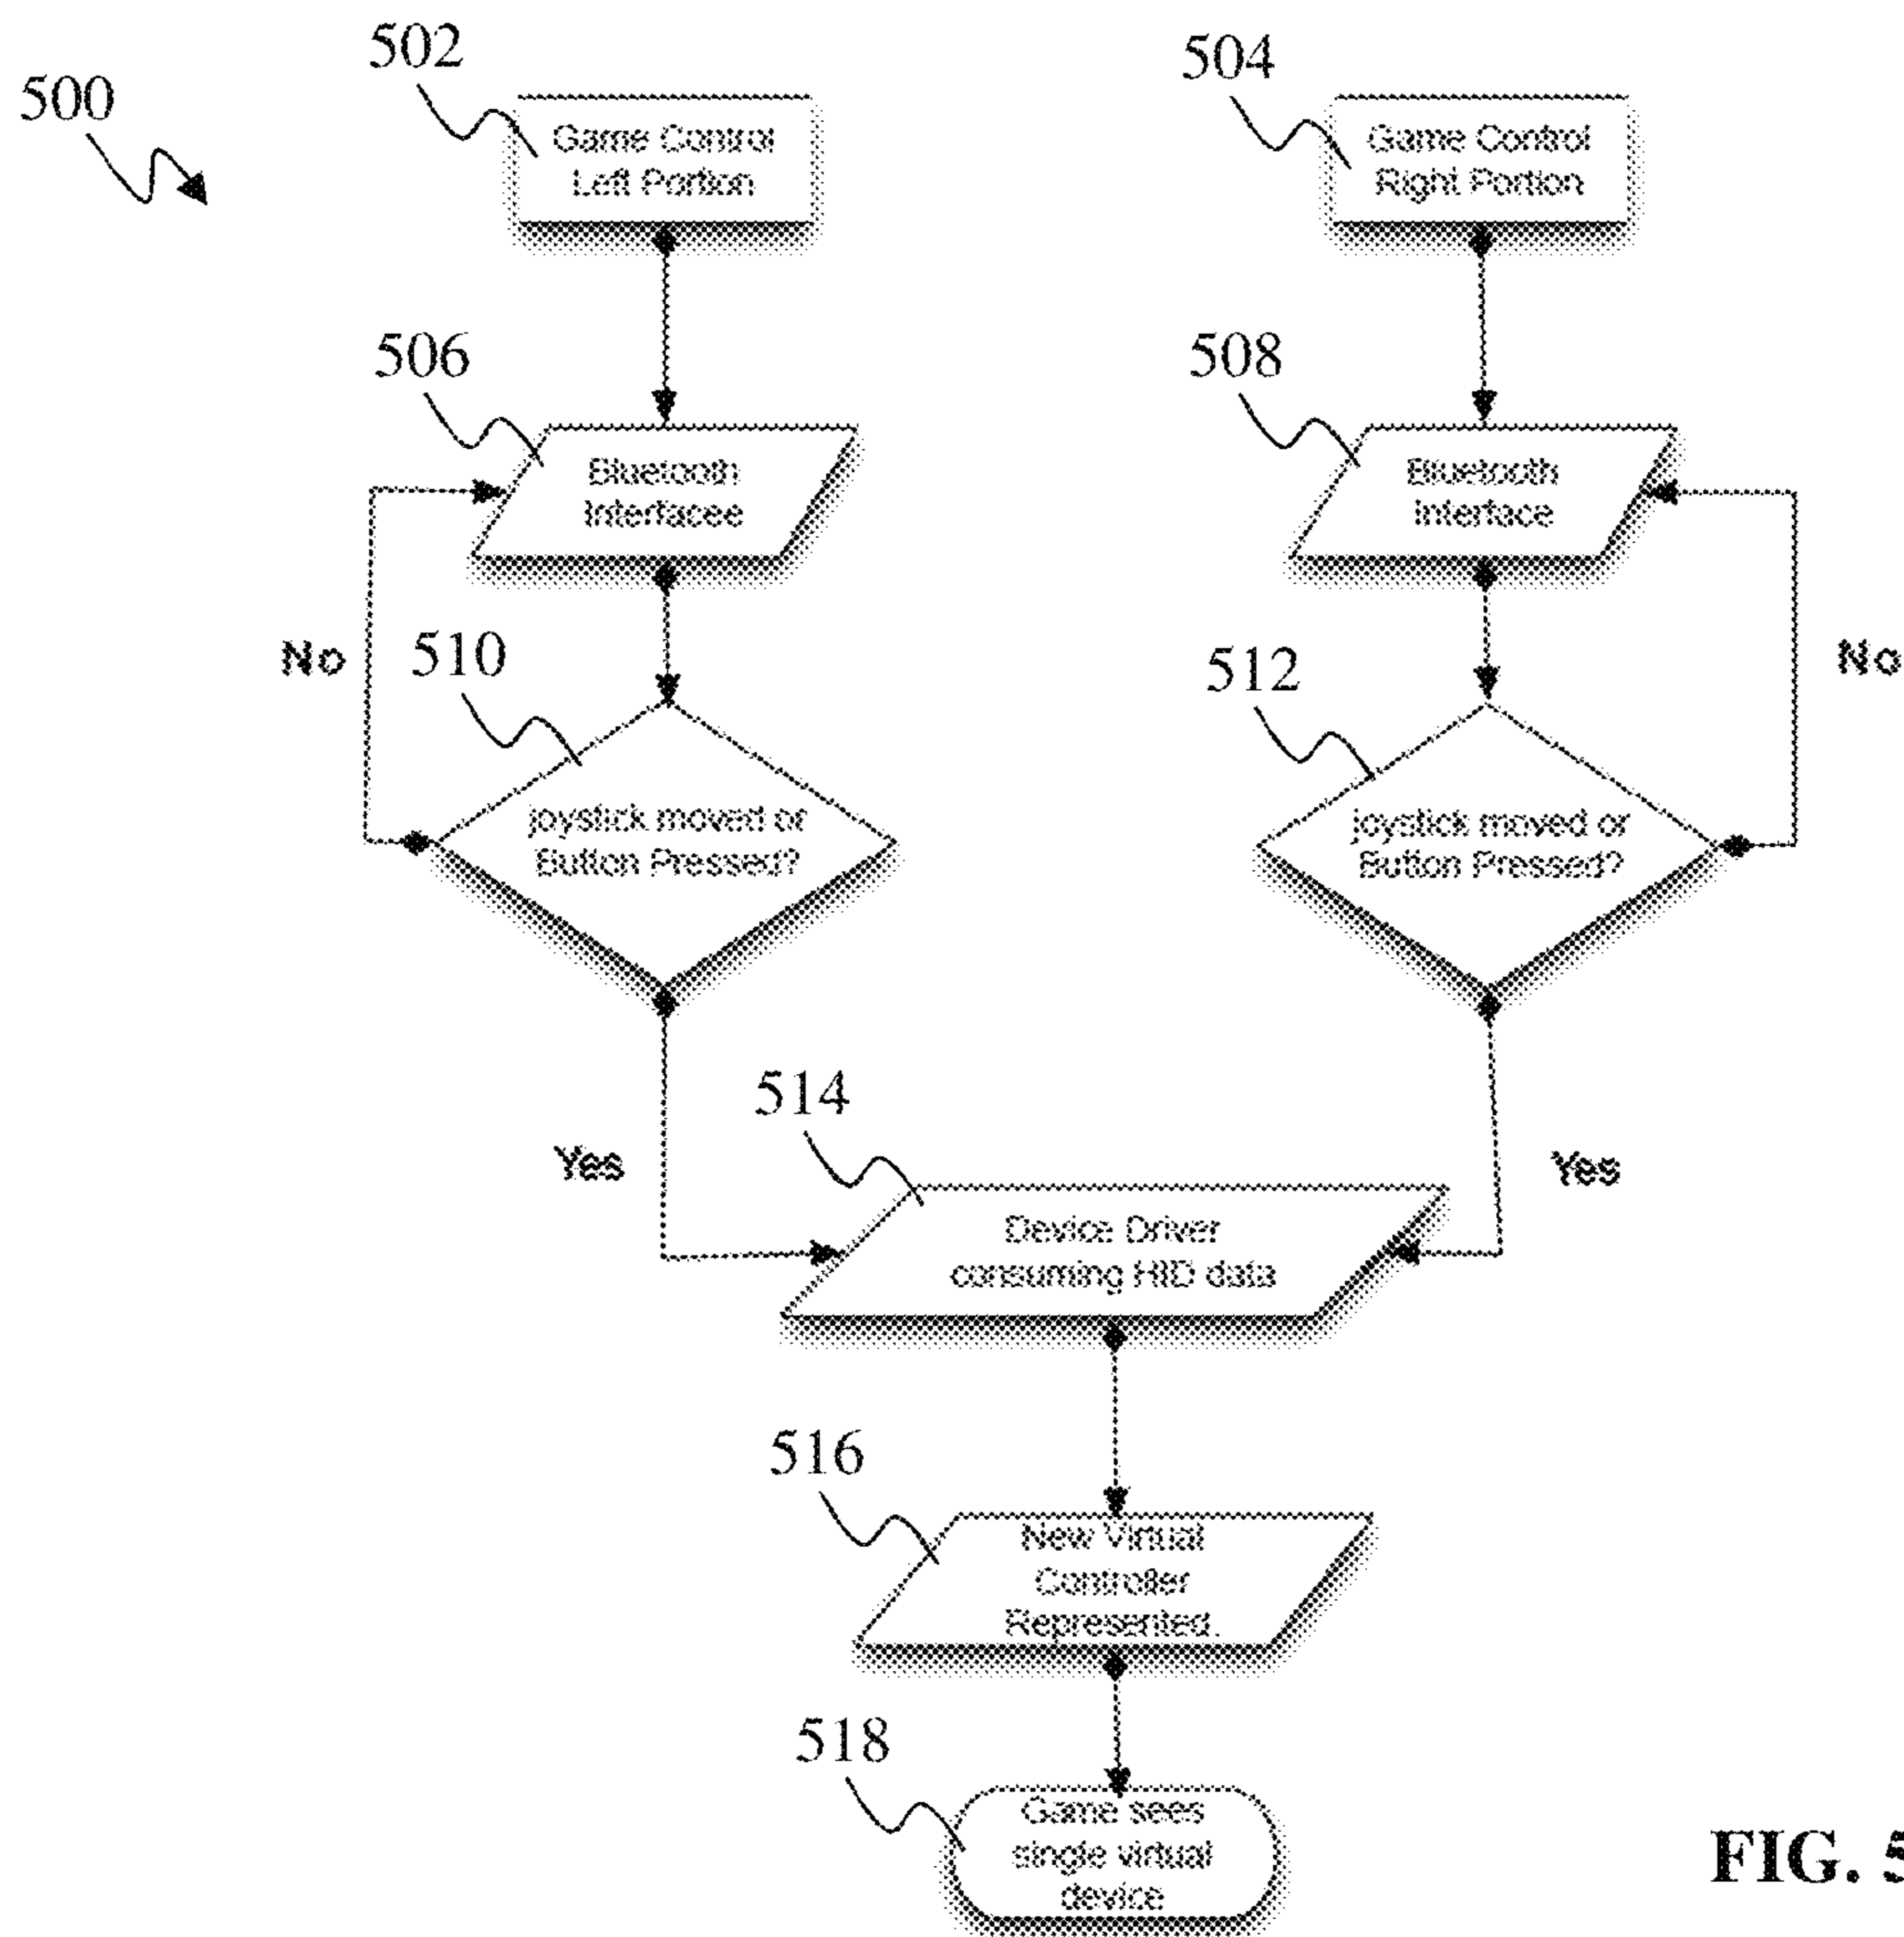 500
502
504
Game Control
Left Portion
Game Control
Right Portion
506
508
Bluetooth
Interfacee
Bluetooth
Interface
No
510
512
No
joystick moved or
Button Pressed?
joystick moved or
Button Pressed?
514
Yes
Yes
Device Driver
consuming HID data
516
New Virtual
Controller
Represented.
518
Game sees
single virtual
device
FIG. 5